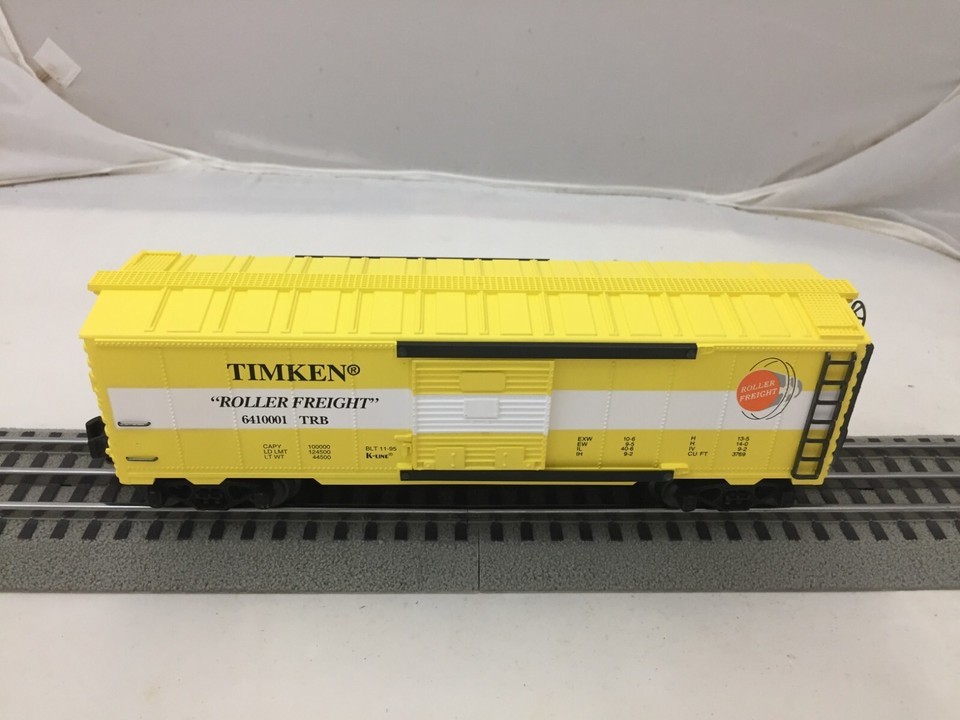 TIMKEN®
"ROLLER FREIGHT"
6410001 TRB
CAPY 100000
LD LMT 124500
LT WT 44500
BLT 11-95
K-LINE®
EXW 10-6 H 13-5
EW 9-5 H 14-0
IL 40-6 IV 9-2
IH 9-2 CU FT 3769
ROLLER
FREIGHT